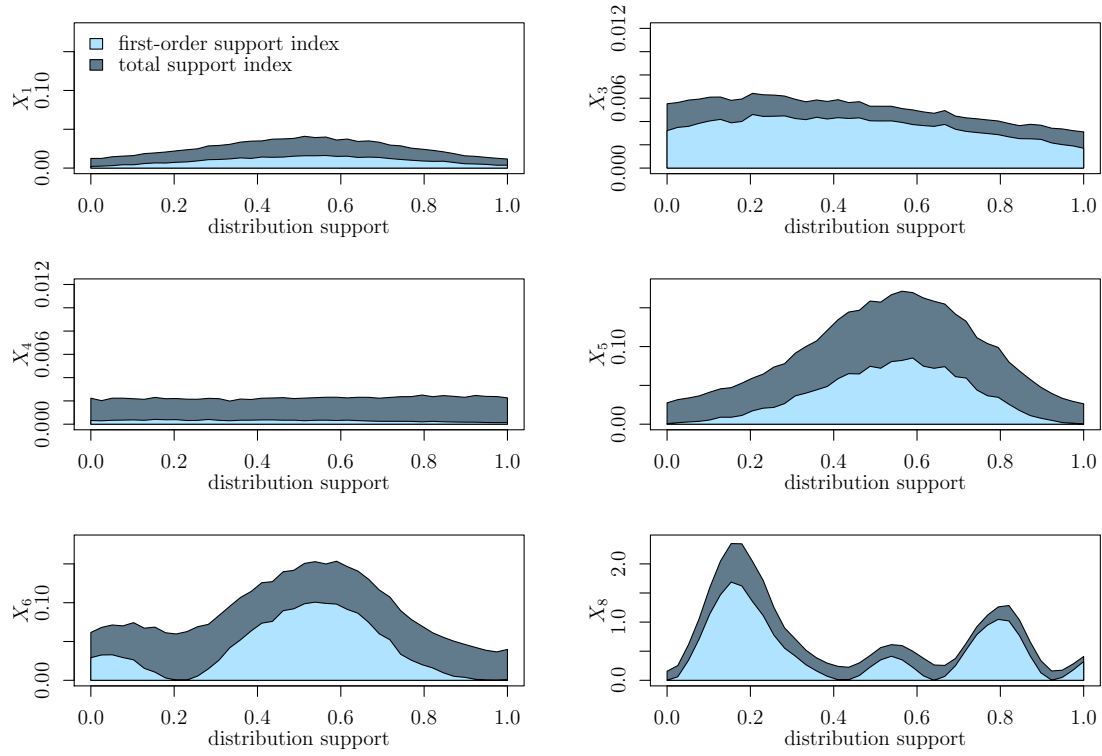 first-order support index
total support index
X1
0.00
0.10
0.0 0.2 0.4 0.6 0.8 1.0
distribution support
X3
0.000
0.006
0.012
0.0 0.2 0.4 0.6 0.8 1.0
distribution support
X4
0.000
0.006
0.012
0.0 0.2 0.4 0.6 0.8 1.0
distribution support
X5
0.00
0.10
0.0 0.2 0.4 0.6 0.8 1.0
distribution support
X6
0.00
0.10
0.0 0.2 0.4 0.6 0.8 1.0
distribution support
X8
0.0
1.0
2.0
0.0 0.2 0.4 0.6 0.8 1.0
distribution support